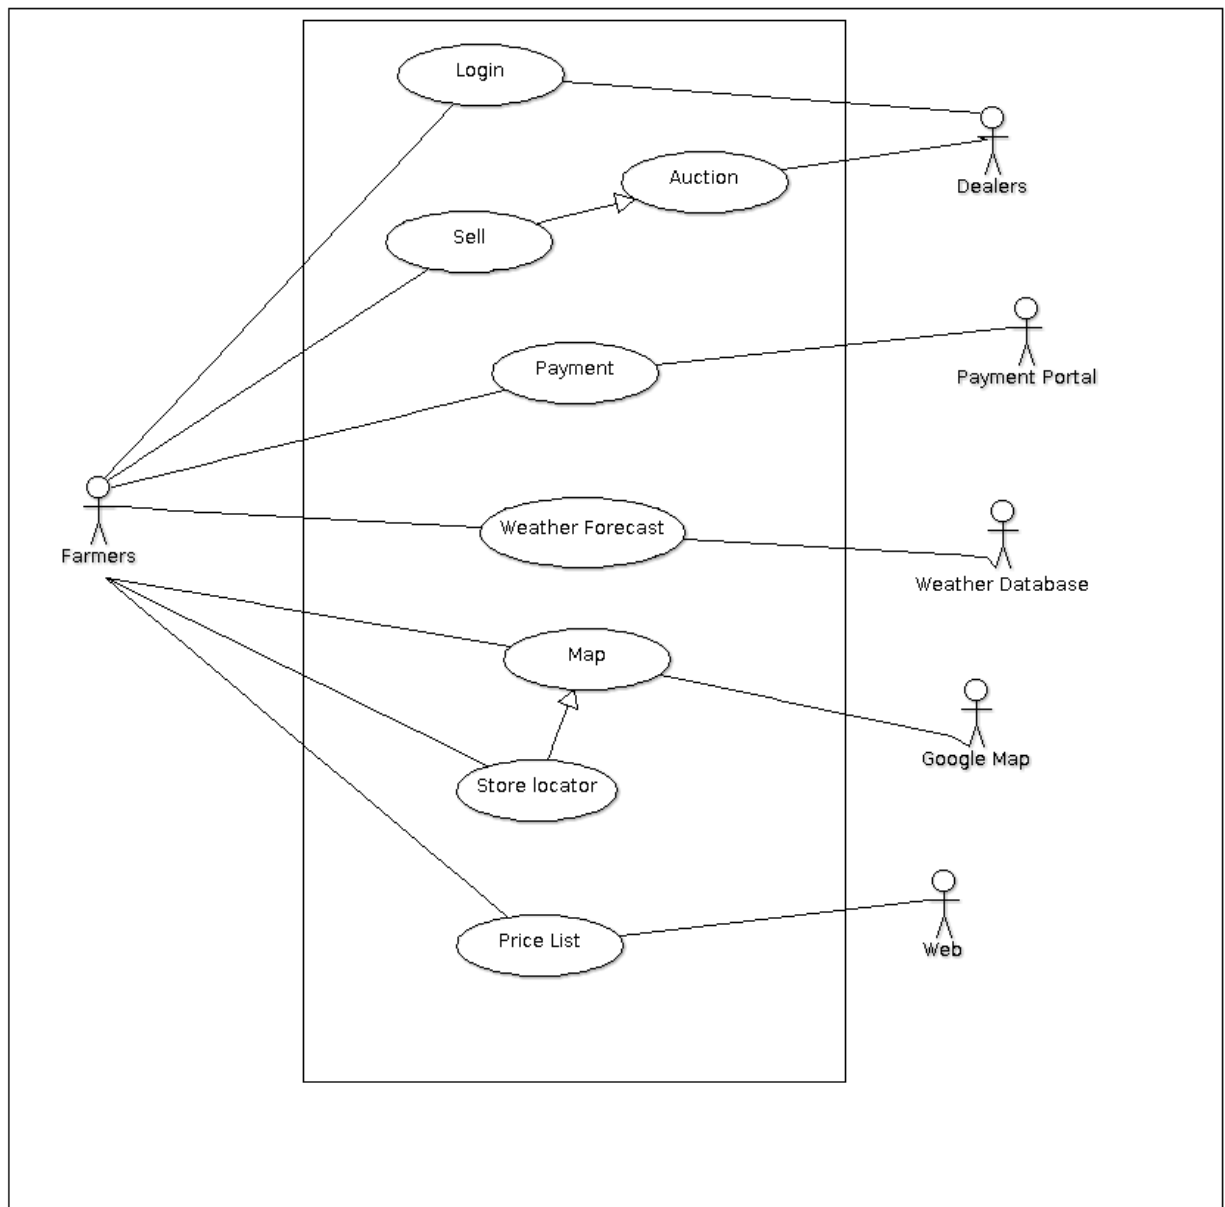 Login
Auction
Dealers
Sell
Payment
Payment Portal
Farmers
Weather Forecast
Weather Database
Map
Google Map
Store locator
Price List
Web